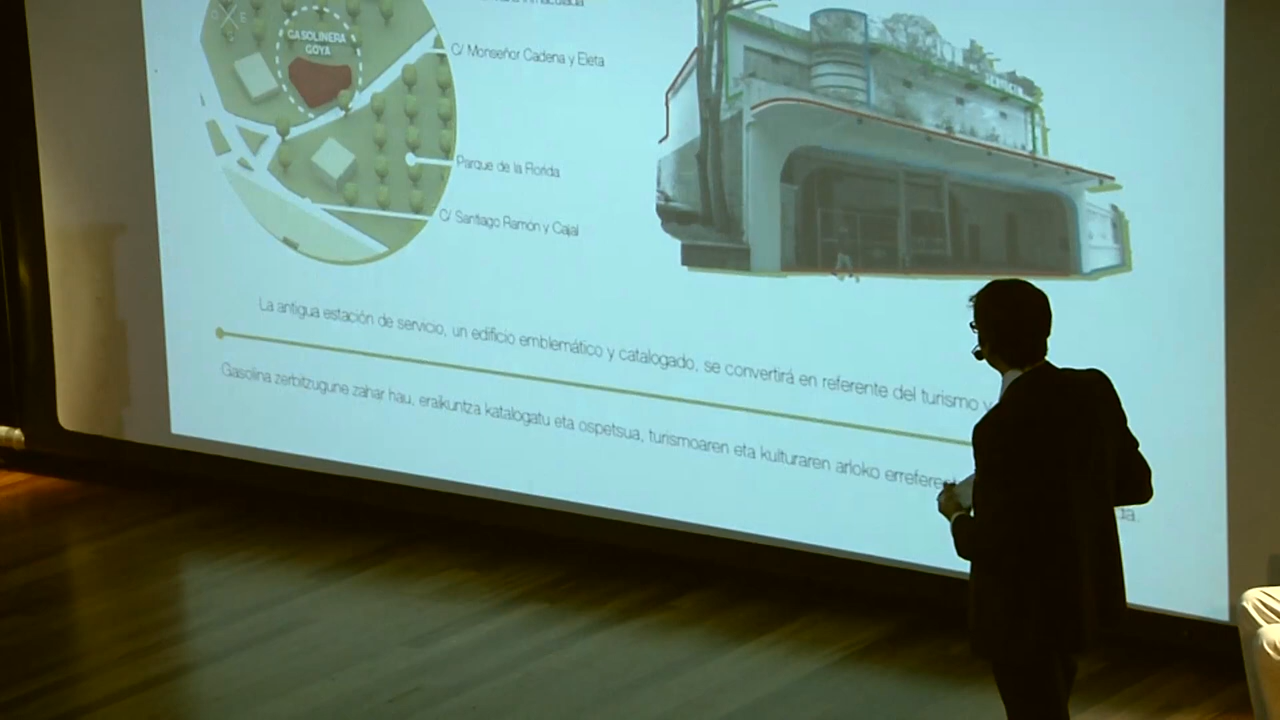 Inmaculada
E
GASOLINERA
GOYA
C/ Monseñor Cadena y Eleta
Parque de la Florida
C/ Santiago Ramón y Cajal
La antigua estación de servicio, un edificio emblemático y catalogado, se convertirá en referente del turismo y
Gasolina zerbitzugune zahar hau, eraikuntza katalogatu eta ospetsua, turismoaren eta kulturaren arloko